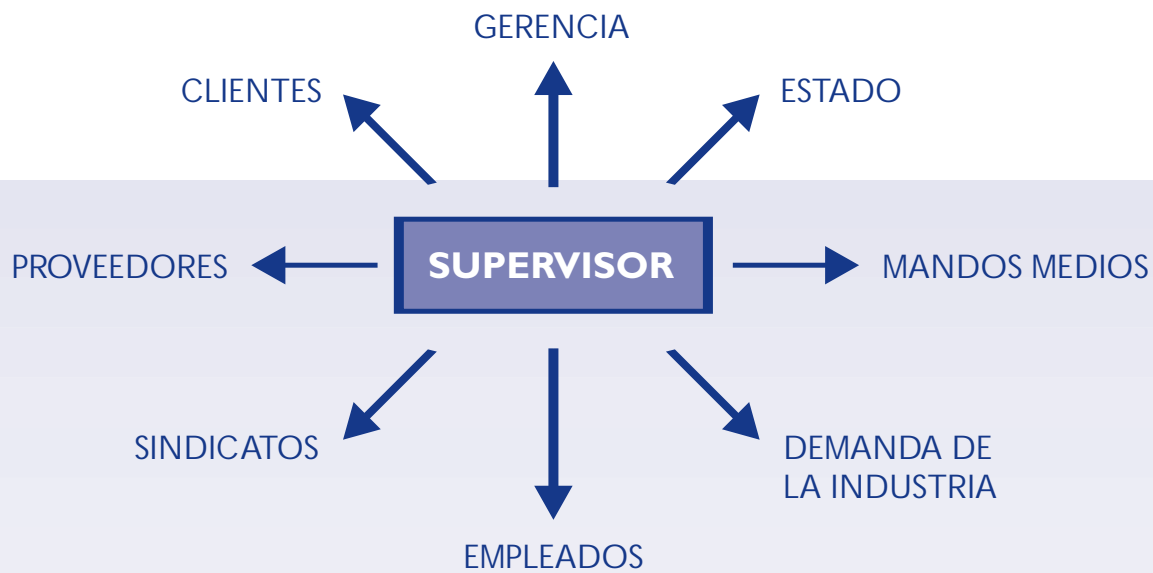 GERENCIA
CLIENTES
ESTADO
PROVEEDORES
SUPERVISOR
MANDOS MEDIOS
SINDICATOS
DEMANDA DE
LA INDUSTRIA
EMPLEADOS